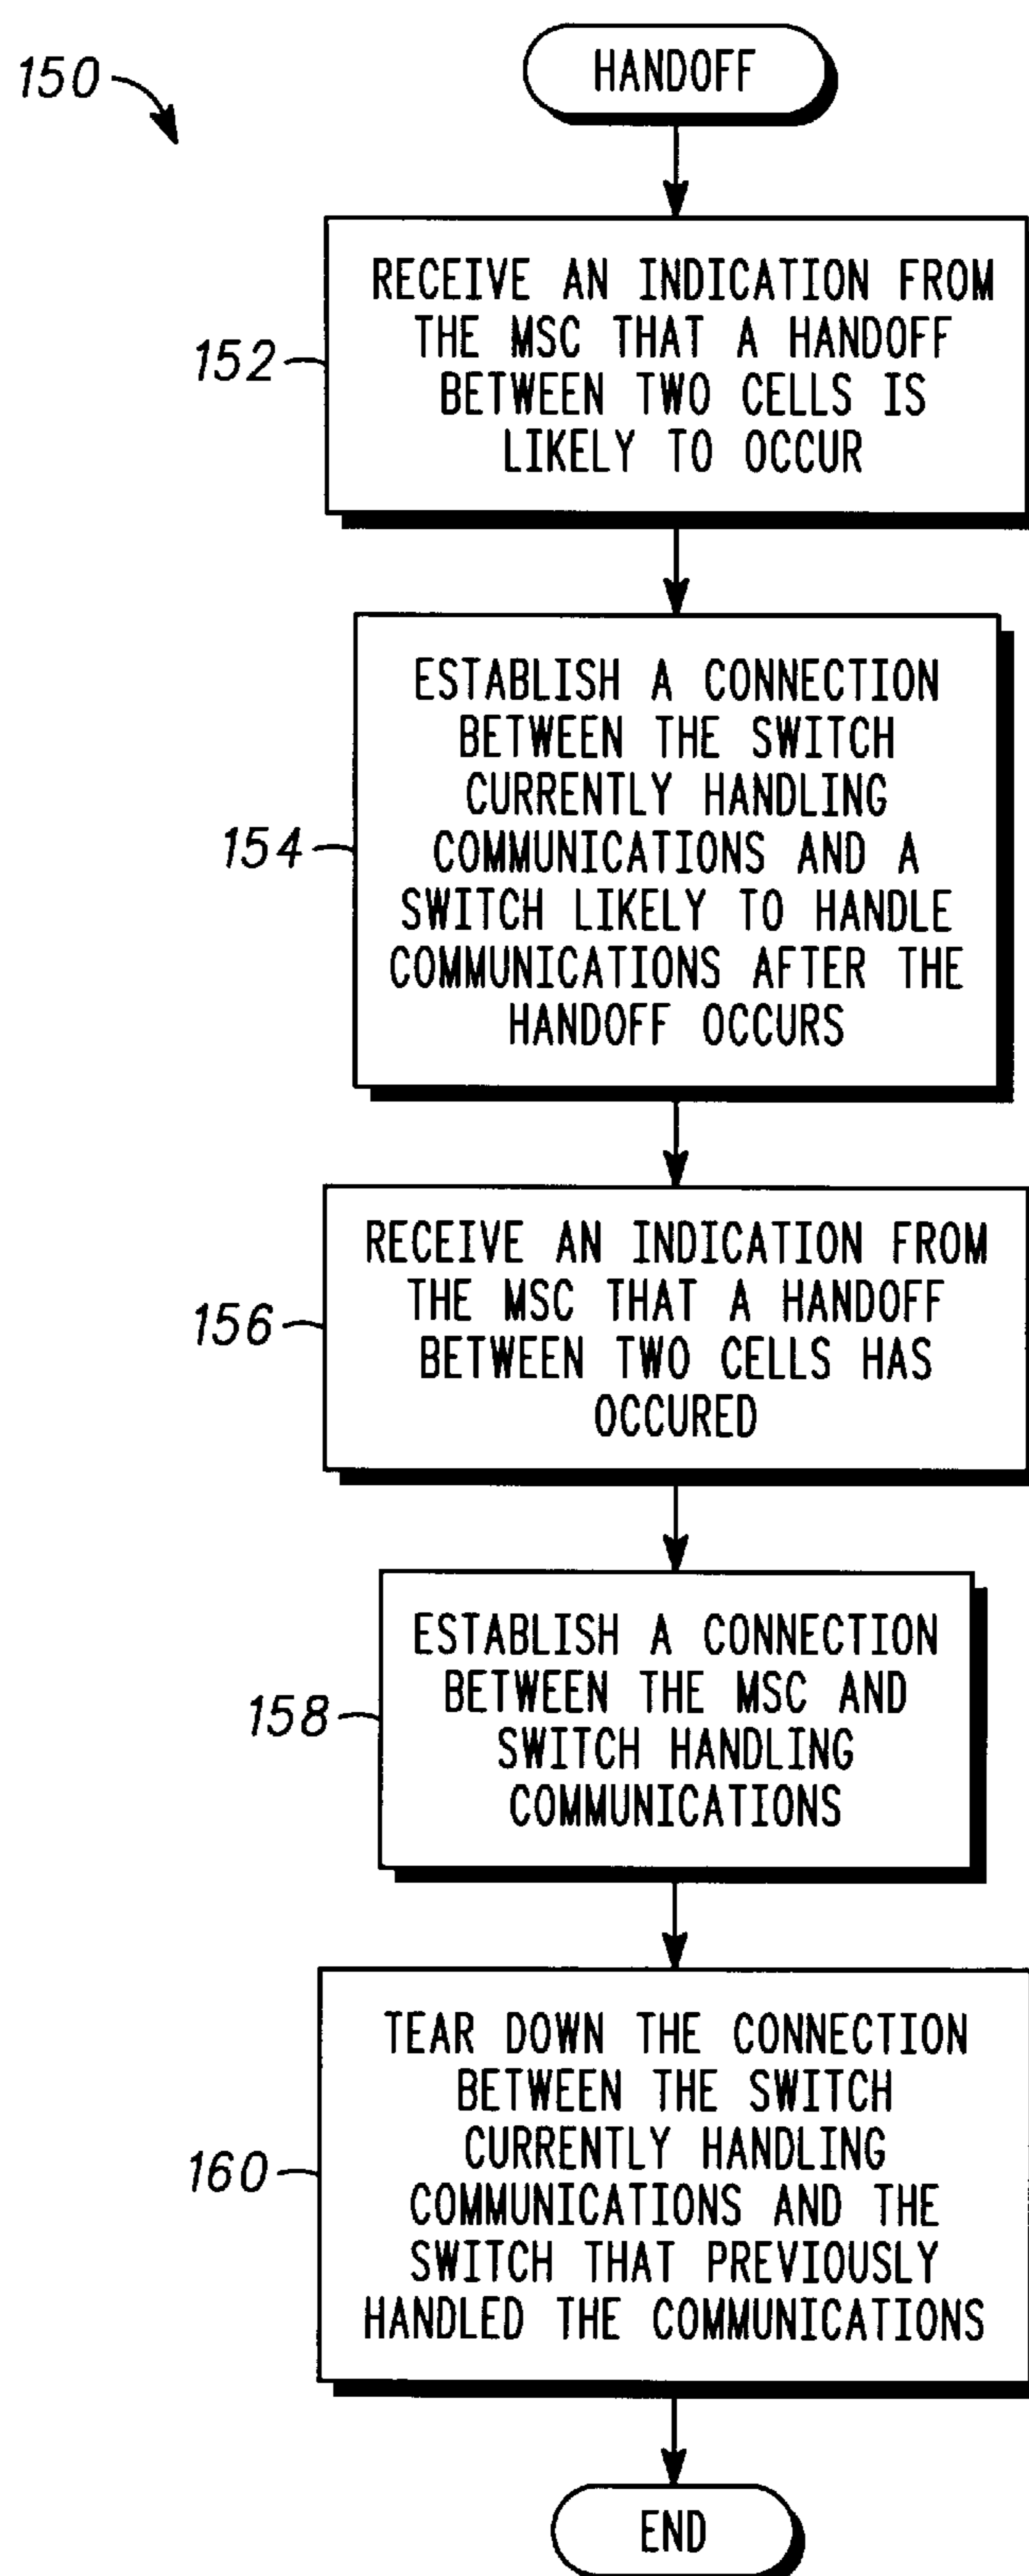 150
HANDOFF
152
RECEIVE AN INDICATION FROM
THE MSC THAT A HANDOFF
BETWEEN TWO CELLS IS
LIKELY TO OCCUR
154
ESTABLISH A CONNECTION
BETWEEN THE SWITCH
CURRENTLY HANDLING
COMMUNICATIONS AND A
SWITCH LIKELY TO HANDLE
COMMUNICATIONS AFTER THE
HANDOFF OCCURS
156
RECEIVE AN INDICATION FROM
THE MSC THAT A HANDOFF
BETWEEN TWO CELLS HAS
OCCURED
158
ESTABLISH A CONNECTION
BETWEEN THE MSC AND
SWITCH HANDLING
COMMUNICATIONS
160
TEAR DOWN THE CONNECTION
BETWEEN THE SWITCH
CURRENTLY HANDLING
COMMUNICATIONS AND THE
SWITCH THAT PREVIOUSLY
HANDLED THE COMMUNICATIONS
END